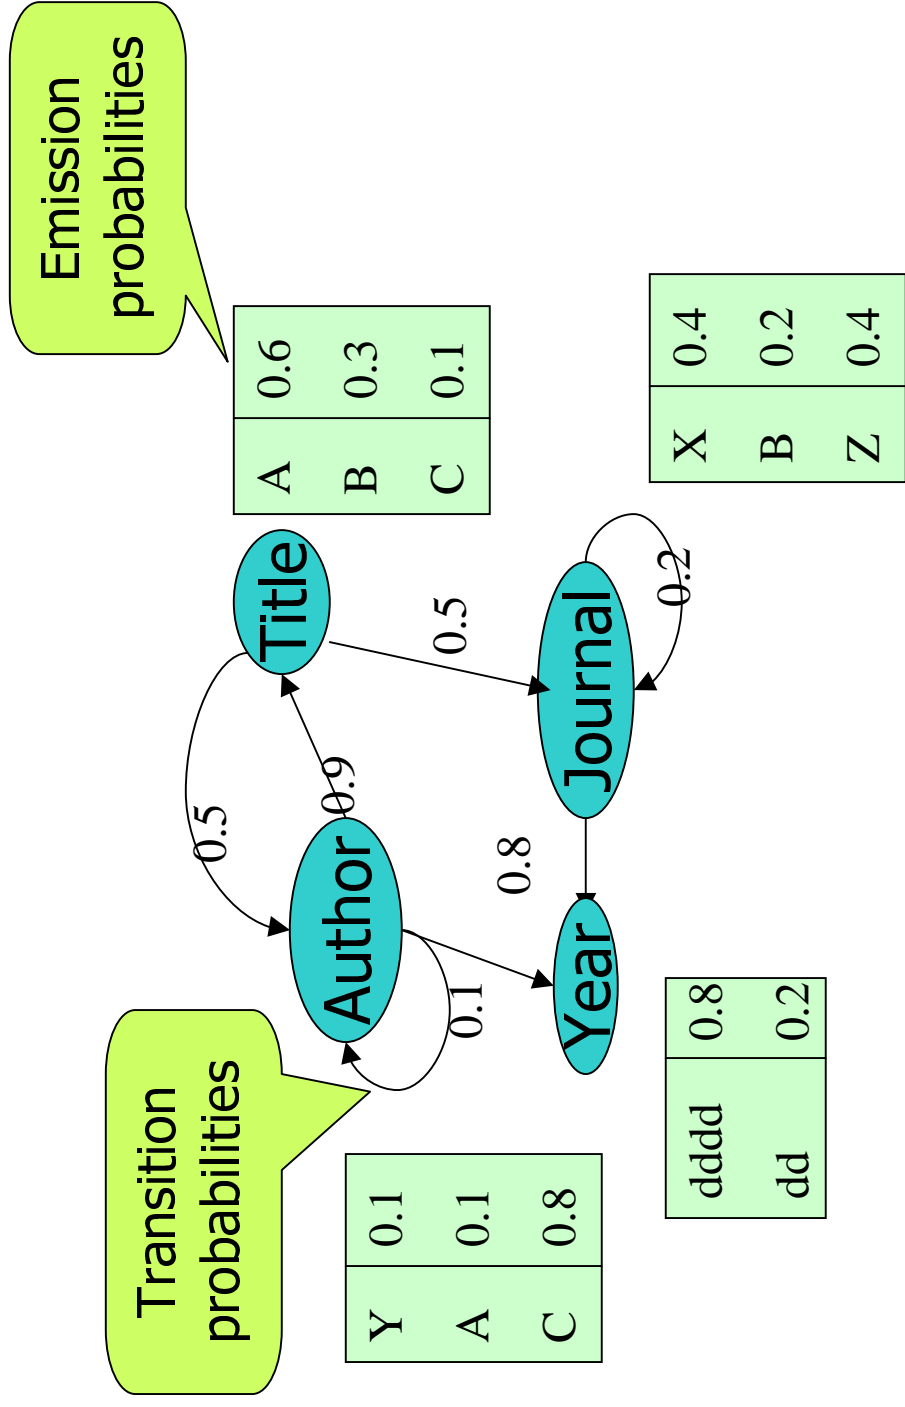 Emission
probabilities
Transition
probabilities
A 0.6
B 0.3
C 0.1
Title
0.5
0.9
0.5
Author
0.1
0.8
Journal
0.2
Year
Y 0.1
A 0.1
C 0.8
dddd 0.8
dd 0.2
X 0.4
B 0.2
Z 0.4